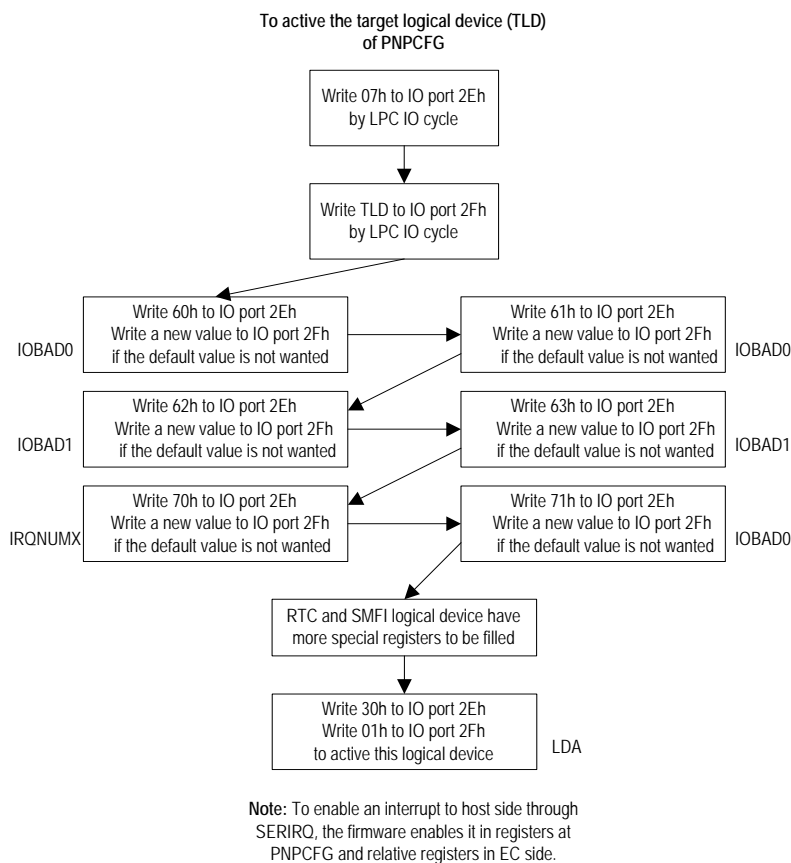 To active the target logical device (TLD)
of PNPCFG
Write 07h to IO port 2Eh
by LPC IO cycle
Write TLD to IO port 2Fh
by LPC IO cycle
Write 60h to IO port 2Eh
Write a new value to IO port 2Fh
if the default value is not wanted
IOBAD0
Write 61h to IO port 2Eh
Write a new value to IO port 2Fh
if the default value is not wanted
IOBAD0
Write 62h to IO port 2Eh
Write a new value to IO port 2Fh
if the default value is not wanted
IOBAD1
Write 63h to IO port 2Eh
Write a new value to IO port 2Fh
if the default value is not wanted
IOBAD1
Write 70h to IO port 2Eh
Write a new value to IO port 2Fh
if the default value is not wanted
IRQNUMX
Write 71h to IO port 2Eh
Write a new value to IO port 2Fh
if the default value is not wanted
IOBAD0
RTC and SMFI logical device have
more special registers to be filled
Write 30h to IO port 2Eh
Write 01h to IO port 2Fh
to active this logical device
LDA
Note: To enable an interrupt to host side through
SERIRQ, the firmware enables it in registers at
PNPCFG and relative registers in EC side.